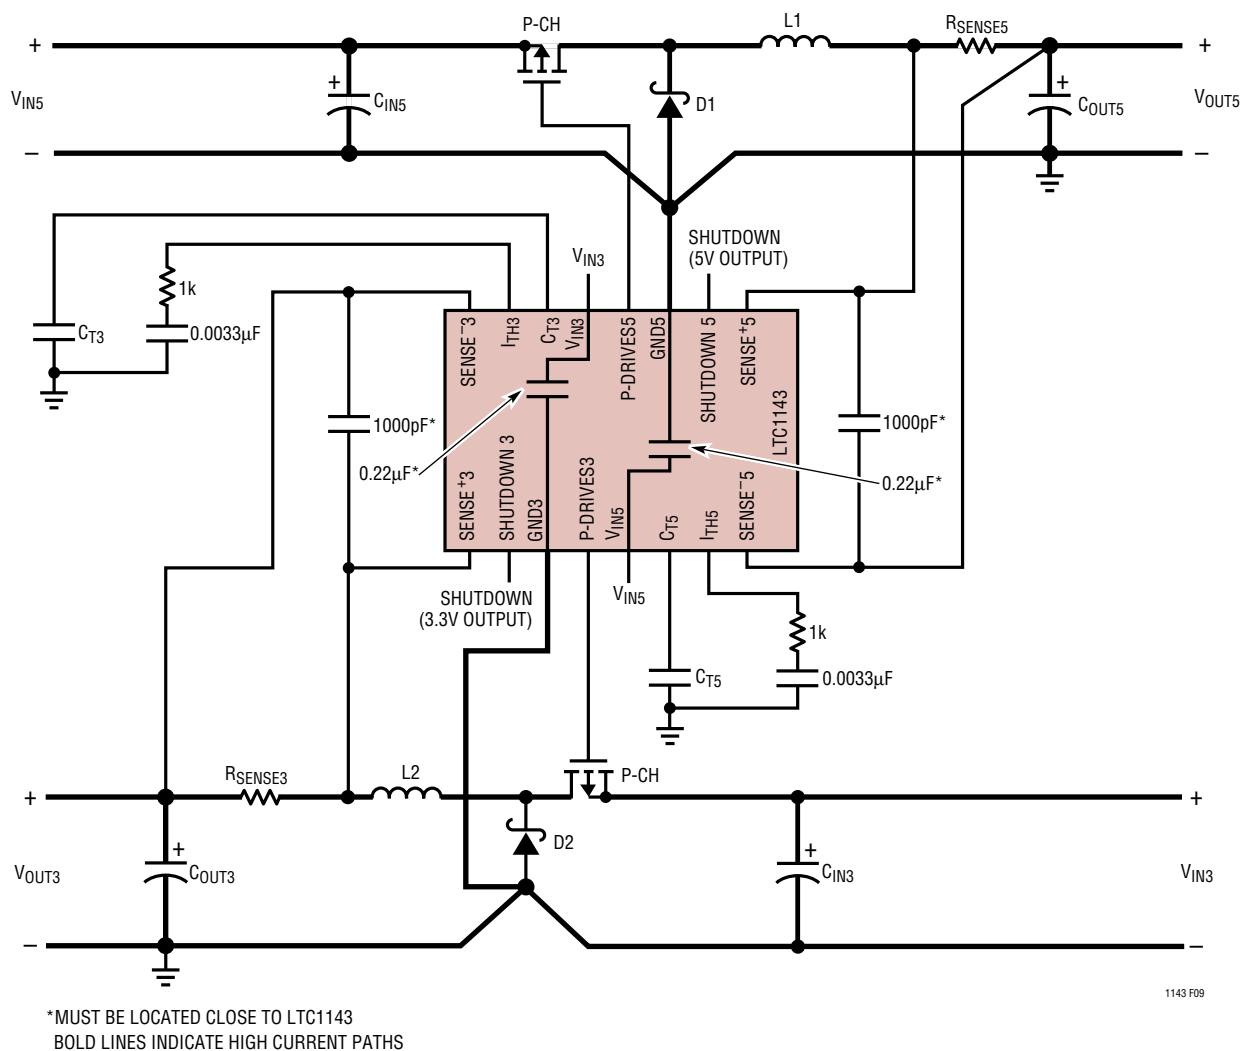 P-CH
L1
RSENSE5
+
+
+
+
VIN5
CIN5
D1
COUT5
VOUT5
–
–
SHUTDOWN
(5V OUTPUT)
VIN3
1k
CT3
0.0033µF
SENSE–3
ITH3
CT3
VIN3
P-DRIVES5
GND5
SHUTDOWN 5
SENSE+5
LTC1143
1000pF*
1000pF*
0.22µF*
0.22µF*
SENSE+3
SHUTDOWN 3
GND3
P-DRIVES3
VIN5
CT5
ITH5
SENSE–5
SHUTDOWN
(3.3V OUTPUT)
VIN5
1k
CT5
0.0033µF
RSENSE3
L2
P-CH
+
+
+
+
VOUT3
COUT3
D2
CIN3
VIN3
–
–
1143 F09
*MUST BE LOCATED CLOSE TO LTC1143
BOLD LINES INDICATE HIGH CURRENT PATHS